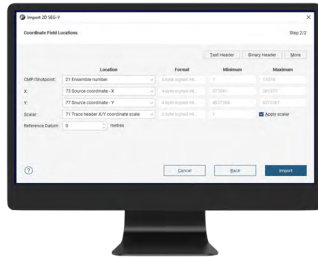 Import 2D SEG-Y
Coordinate Field Locations Step 2/2
Text Header Binary Header More
Location Format Minimum Maximum
CMP/Shotpoint: 21 Ensemble number
X: 73 Source coordinate - X
Y: 77 Source coordinate - Y
Scaler: 71 Trace header X/Y coordinate scale Apply scaler
Reference Datum: 0 metres
Cancel Back Import